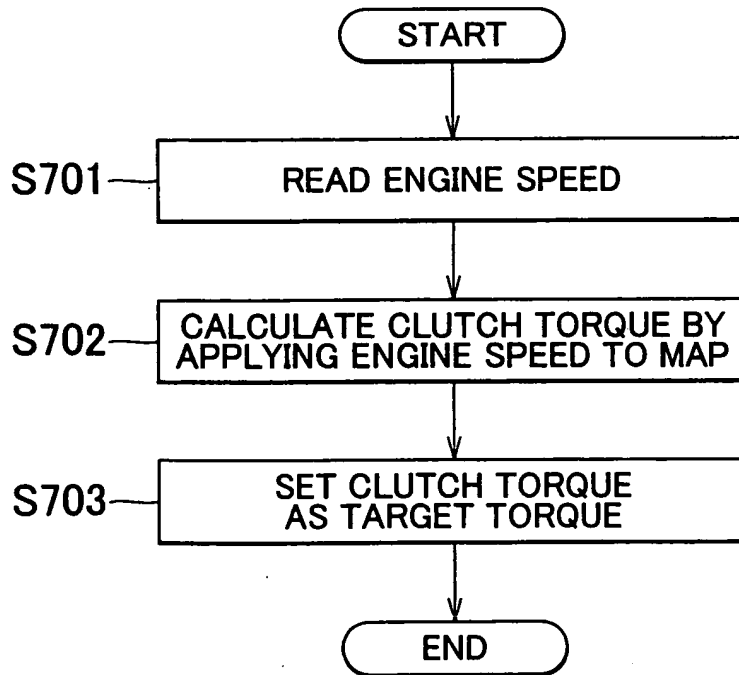 START
S701
READ ENGINE SPEED
S702
CALCULATE CLUTCH TORQUE BY
APPLYING ENGINE SPEED TO MAP
S703
SET CLUTCH TORQUE
AS TARGET TORQUE
END